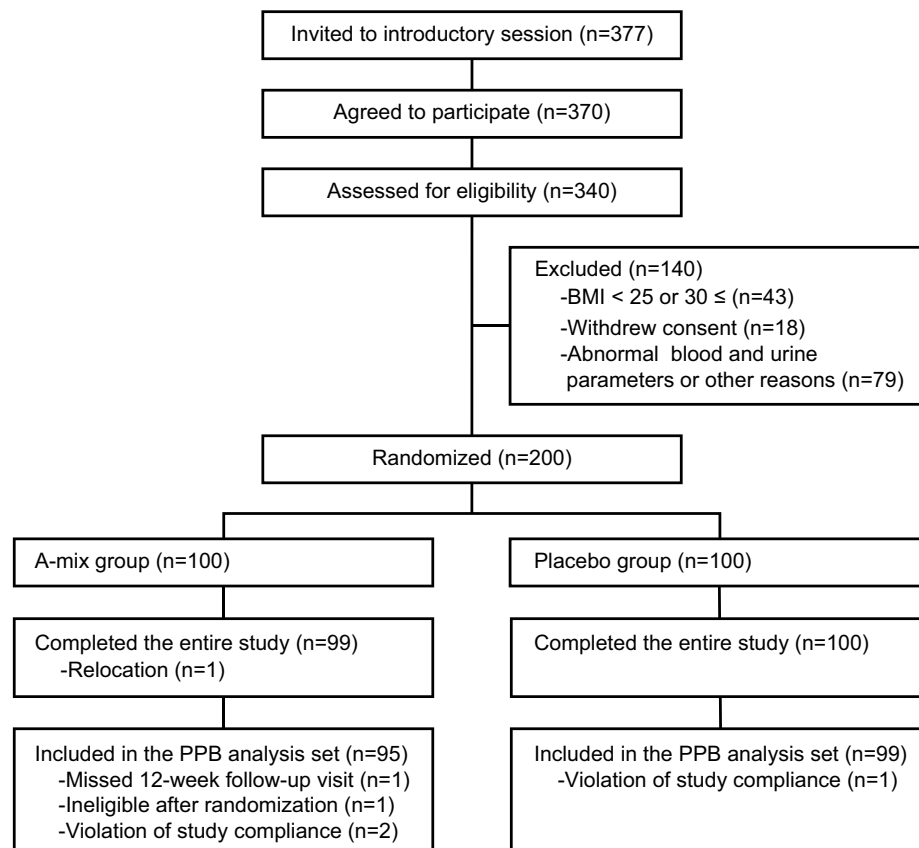 Invited to introductory session (n=377)
Agreed to participate (n=370)
Assessed for eligibility (n=340)
Excluded (n=140)
-BMI < 25 or 30 ≤ (n=43)
-Withdrew consent (n=18)
-Abnormal blood and urine
parameters or other reasons (n=79)
Randomized (n=200)
A-mix group (n=100)
Placebo group (n=100)
Completed the entire study (n=99)
-Relocation (n=1)
Completed the entire study (n=100)
Included in the PPB analysis set (n=95)
-Missed 12-week follow-up visit (n=1)
-Ineligible after randomization (n=1)
-Violation of study compliance (n=2)
Included in the PPB analysis set (n=99)
-Violation of study compliance (n=1)